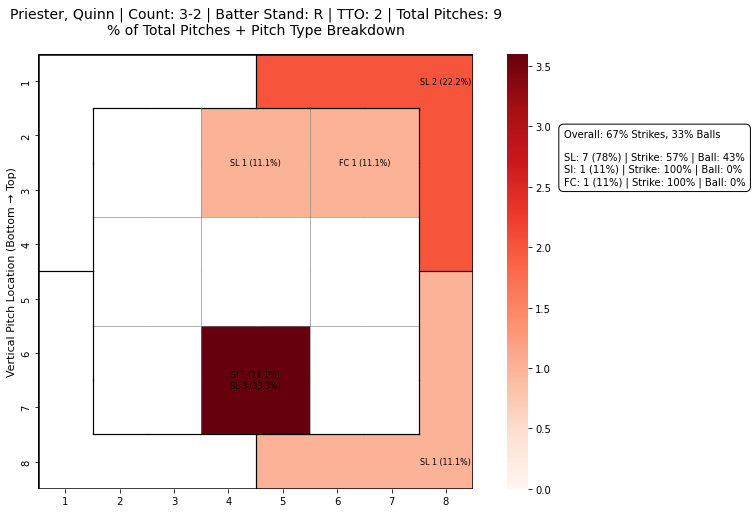 Priester, Quinn | Count: 3-2 | Batter Stand: R | TTO: 2 | Total Pitches: 9
% of Total Pitches + Pitch Type Breakdown
Vertical Pitch Location (Bottom → Top)
1
2
3
4
5
6
7
8
SL 2 (22.2%)
SL 1 (11.1%)
FC 1 (11.1%)
SI 1 (11.1%)
SL 3 (33.3%)
SL 1 (11.1%)
1
2
3
4
5
6
7
8
3.5
3.0
2.5
2.0
1.5
1.0
0.5
0.0
Overall: 67% Strikes, 33% Balls
SL: 7 (78%) | Strike: 57% | Ball: 43%
SI: 1 (11%) | Strike: 100% | Ball: 0%
FC: 1 (11%) | Strike: 100% | Ball: 0%